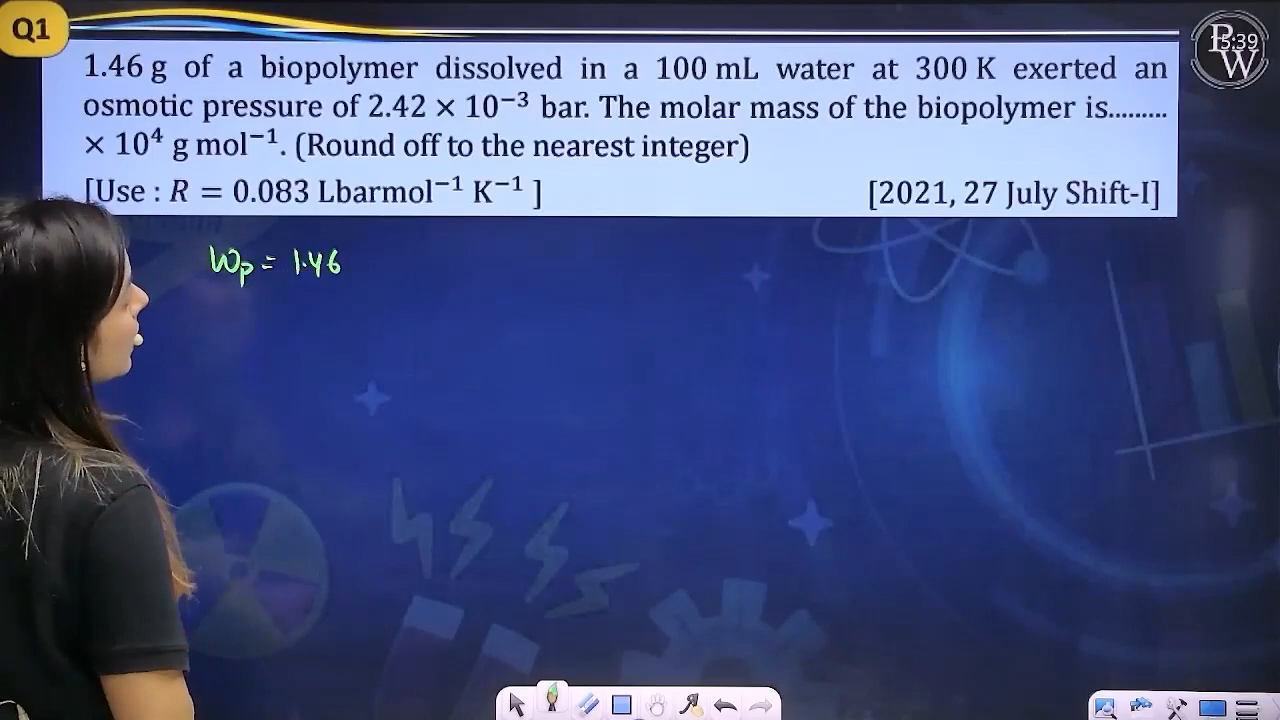 Q1
5:39
PW
1.46 g of a biopolymer dissolved in a 100 mL water at 300 K exerted an
osmotic pressure of 2.42 × 10⁻³ bar. The molar mass of the biopolymer is.........
× 10⁴ g mol⁻¹. (Round off to the nearest integer)
[Use : R = 0.083 Lbarmol⁻¹ K⁻¹ ] [2021, 27 July Shift-I]
Wp = 1.46